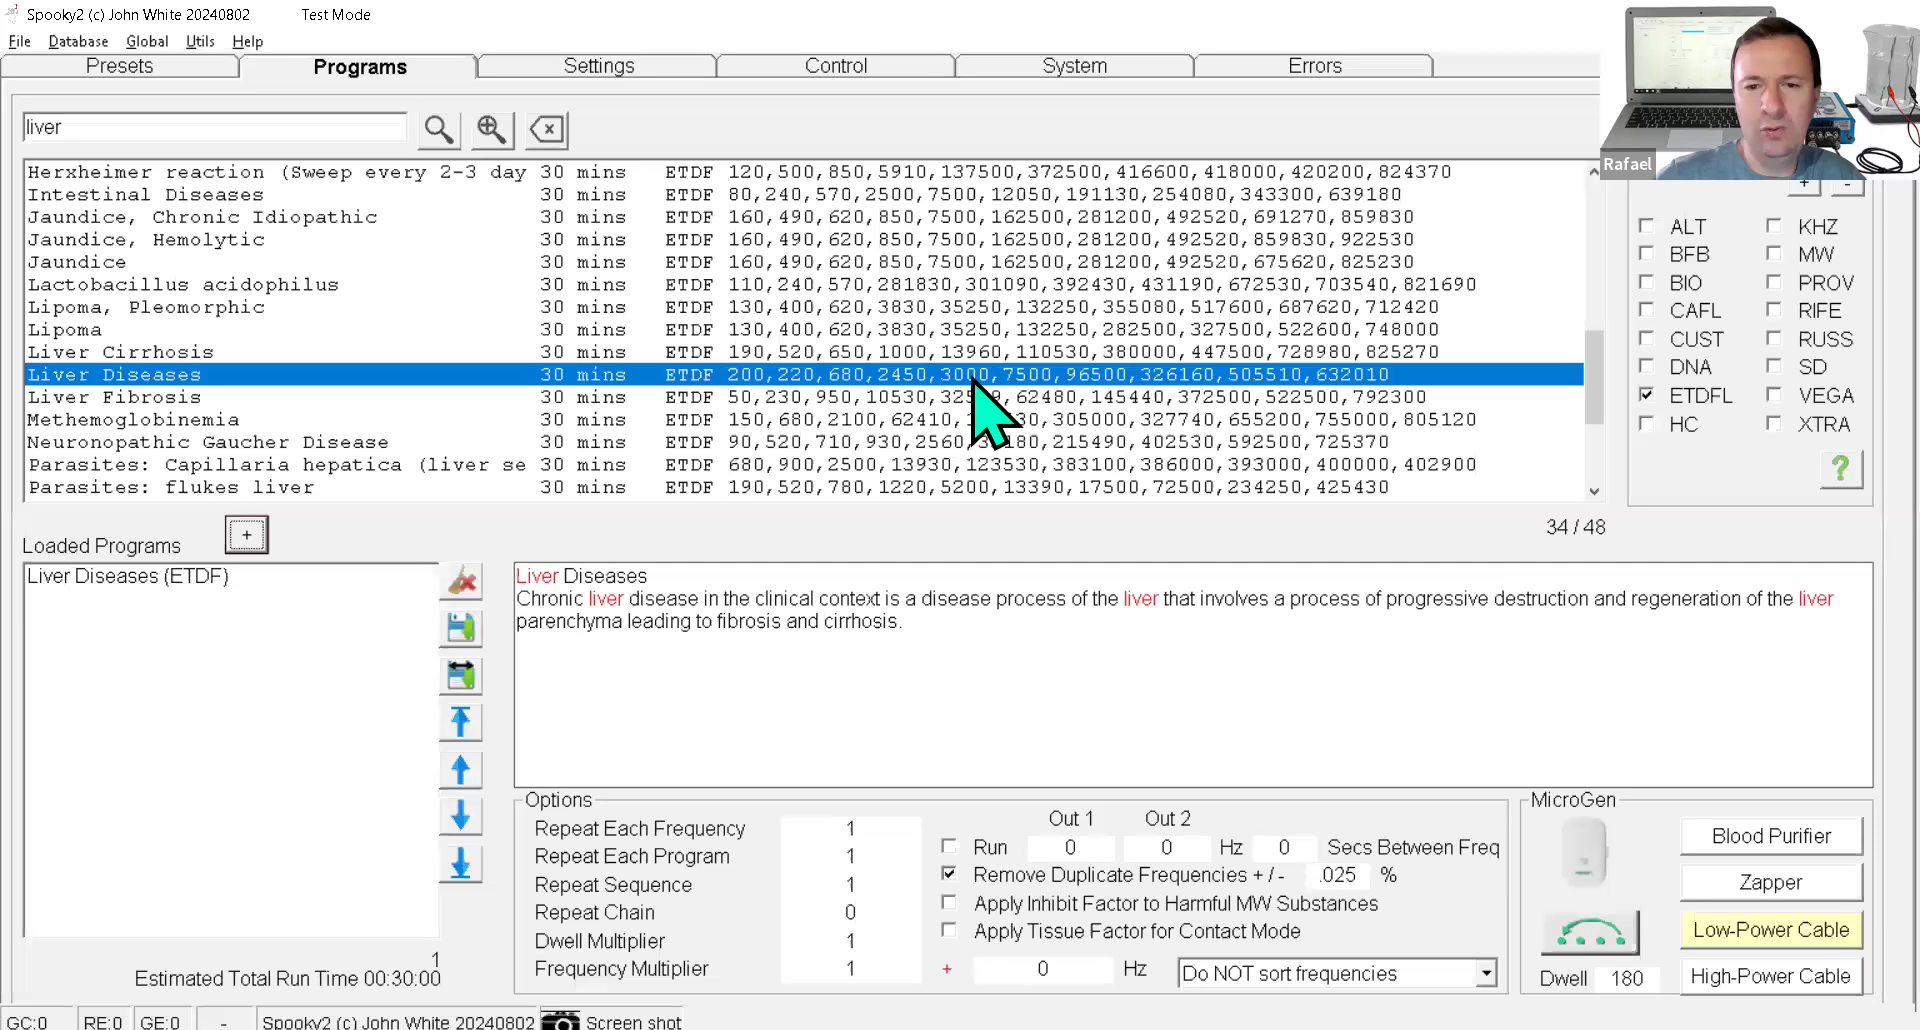 Spooky2 (c) John White 20240802 Test Mode
File Database Global Utils Help
Presets Programs Settings Control System Errors
liver
Rafael
Herxheimer reaction (Sweep every 2-3 day 30 mins ETDF 120,500,850,5910,137500,372500,416600,418000,420200,824370
Intestinal Diseases 30 mins ETDF 80,240,570,2500,7500,12050,191130,254080,343300,639180
Jaundice, Chronic Idiopathic 30 mins ETDF 160,490,620,850,7500,162500,281200,492520,691270,859830
Jaundice, Hemolytic 30 mins ETDF 160,490,620,850,7500,162500,281200,492520,859830,922530
Jaundice 30 mins ETDF 160,490,620,850,7500,162500,281200,492520,675620,825230
Lactobacillus acidophilus 30 mins ETDF 110,240,570,281830,301090,392430,431190,672530,703540,821690
Lipoma, Pleomorphic 30 mins ETDF 130,400,620,3830,35250,132250,355080,517600,687620,712420
Lipoma 30 mins ETDF 130,400,620,3830,35250,132250,282500,327500,522600,748000
Liver Cirrhosis 30 mins ETDF 190,520,650,1000,13960,110530,380000,447500,728980,825270
Liver Diseases 30 mins ETDF 200,220,680,2450,3000,7500,96500,326160,505510,632010
Liver Fibrosis 30 mins ETDF 50,230,950,10530, 62480,145440,372500,522500,792300
Methemoglobinemia 30 mins ETDF 150,680,2100,62410, 305000,327740,655200,755000,805120
Neuronopathic Gaucher Disease 30 mins ETDF 90,520,710,930,2560, 215490,402530,592500,725370
Parasites: Capillaria hepatica (liver se 30 mins ETDF 680,900,2500,13930,123530,383100,386000,393000,400000,402900
Parasites: flukes liver 30 mins ETDF 190,520,780,1220,5200,13390,17500,72500,234250,425430
+ -
ALT KHZ
BFB MW
BIO PROV
CAFL RIFE
CUST RUSS
DNA SD
ETDFL VEGA
HC XTRA
?
34 / 48
Loaded Programs +
Liver Diseases (ETDF)
1
Estimated Total Run Time 00:30:00
Liver Diseases
Chronic liver disease in the clinical context is a disease process of the liver that involves a process of progressive destruction and regeneration of the liver
parenchyma leading to fibrosis and cirrhosis.
Options
Repeat Each Frequency 1
Repeat Each Program 1
Repeat Sequence 1
Repeat Chain 0
Dwell Multiplier 1
Frequency Multiplier 1
Out 1 Out 2
Run 0 0 Hz 0 Secs Between Freq
Remove Duplicate Frequencies + / - .025 %
Apply Inhibit Factor to Harmful MW Substances
Apply Tissue Factor for Contact Mode
+ 0 Hz Do NOT sort frequencies
MicroGen
Blood Purifier
Zapper
Low-Power Cable
Dwell 180 High-Power Cable
GC:0 RE:0 GE:0 - Spooky2 (c) John White 20240802 Screen shot